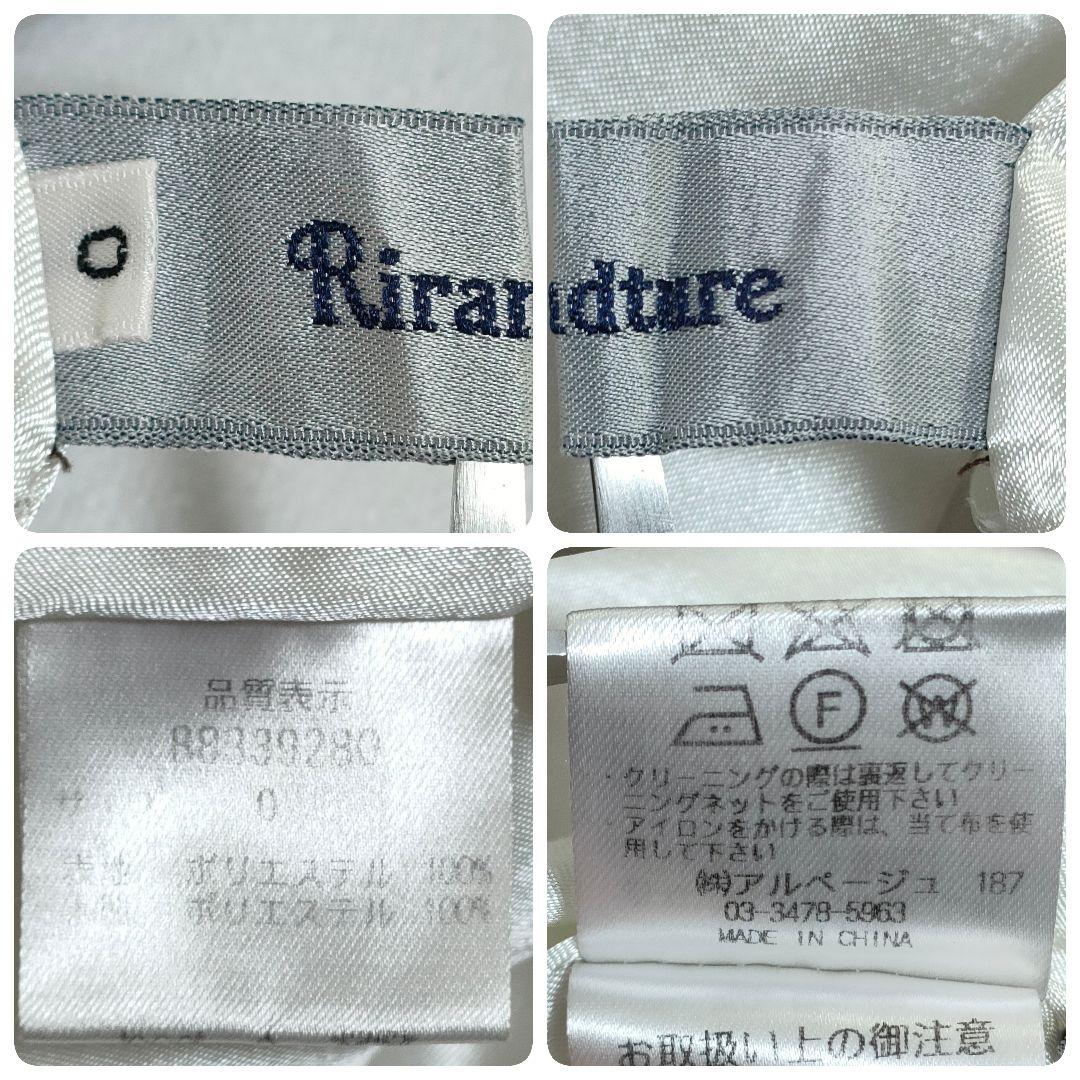 0
Riran
ndture
品質表示
88339280
サイズ 0
表地 ポリエステル 100%
ポリエステル 100%
F
W
・クリーニングの際は裏返してクリー
ニングネットをご使用下さい
・アイロンをかける際は、当て布を使
用して下さい
㈱アルページュ 187
03-3478-5963
MADE IN CHINA
お取扱い上の御注意